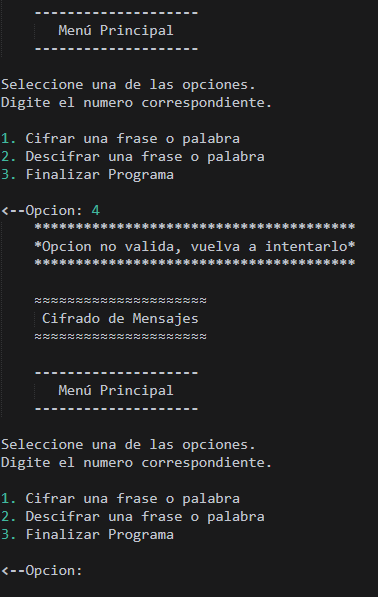 --------------------
Menú Principal
--------------------
Seleccione una de las opciones.
Digite el numero correspondiente.
1. Cifrar una frase o palabra
2. Descifrar una frase o palabra
3. Finalizar Programa
<--Opcion: 4
***************************************
*Opcion no valida, vuelva a intentarlo*
***************************************
≈≈≈≈≈≈≈≈≈≈≈≈≈≈≈≈≈≈≈≈≈
Cifrado de Mensajes
≈≈≈≈≈≈≈≈≈≈≈≈≈≈≈≈≈≈≈≈≈
--------------------
Menú Principal
--------------------
Seleccione una de las opciones.
Digite el numero correspondiente.
1. Cifrar una frase o palabra
2. Descifrar una frase o palabra
3. Finalizar Programa
<--Opcion: